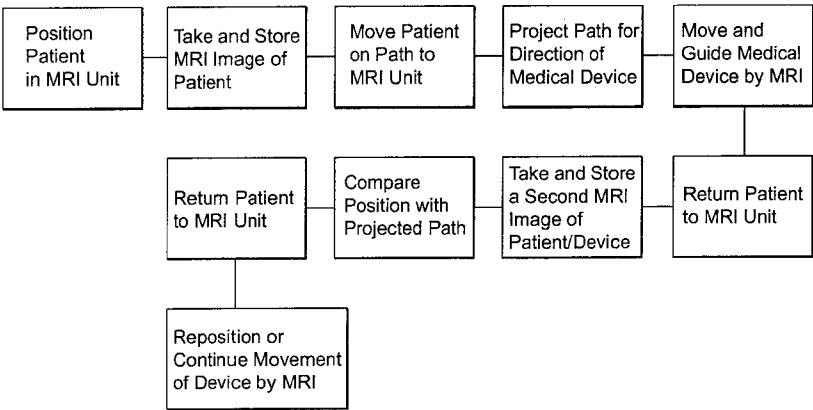 Position
Patient
in MRI Unit
Take and Store
MRI Image of
Patient
Move Patient
on Path to
MRI Unit
Project Path for
Direction of
Medical Device
Move and
Guide Medical
Device by MRI
Return Patient
to MRI Unit
Take and Store
a Second MRI
Image of
Patient/Device
Compare
Position with
Projected Path
Return Patient
to MRI Unit
Reposition or
Continue Movement
of Device by MRI